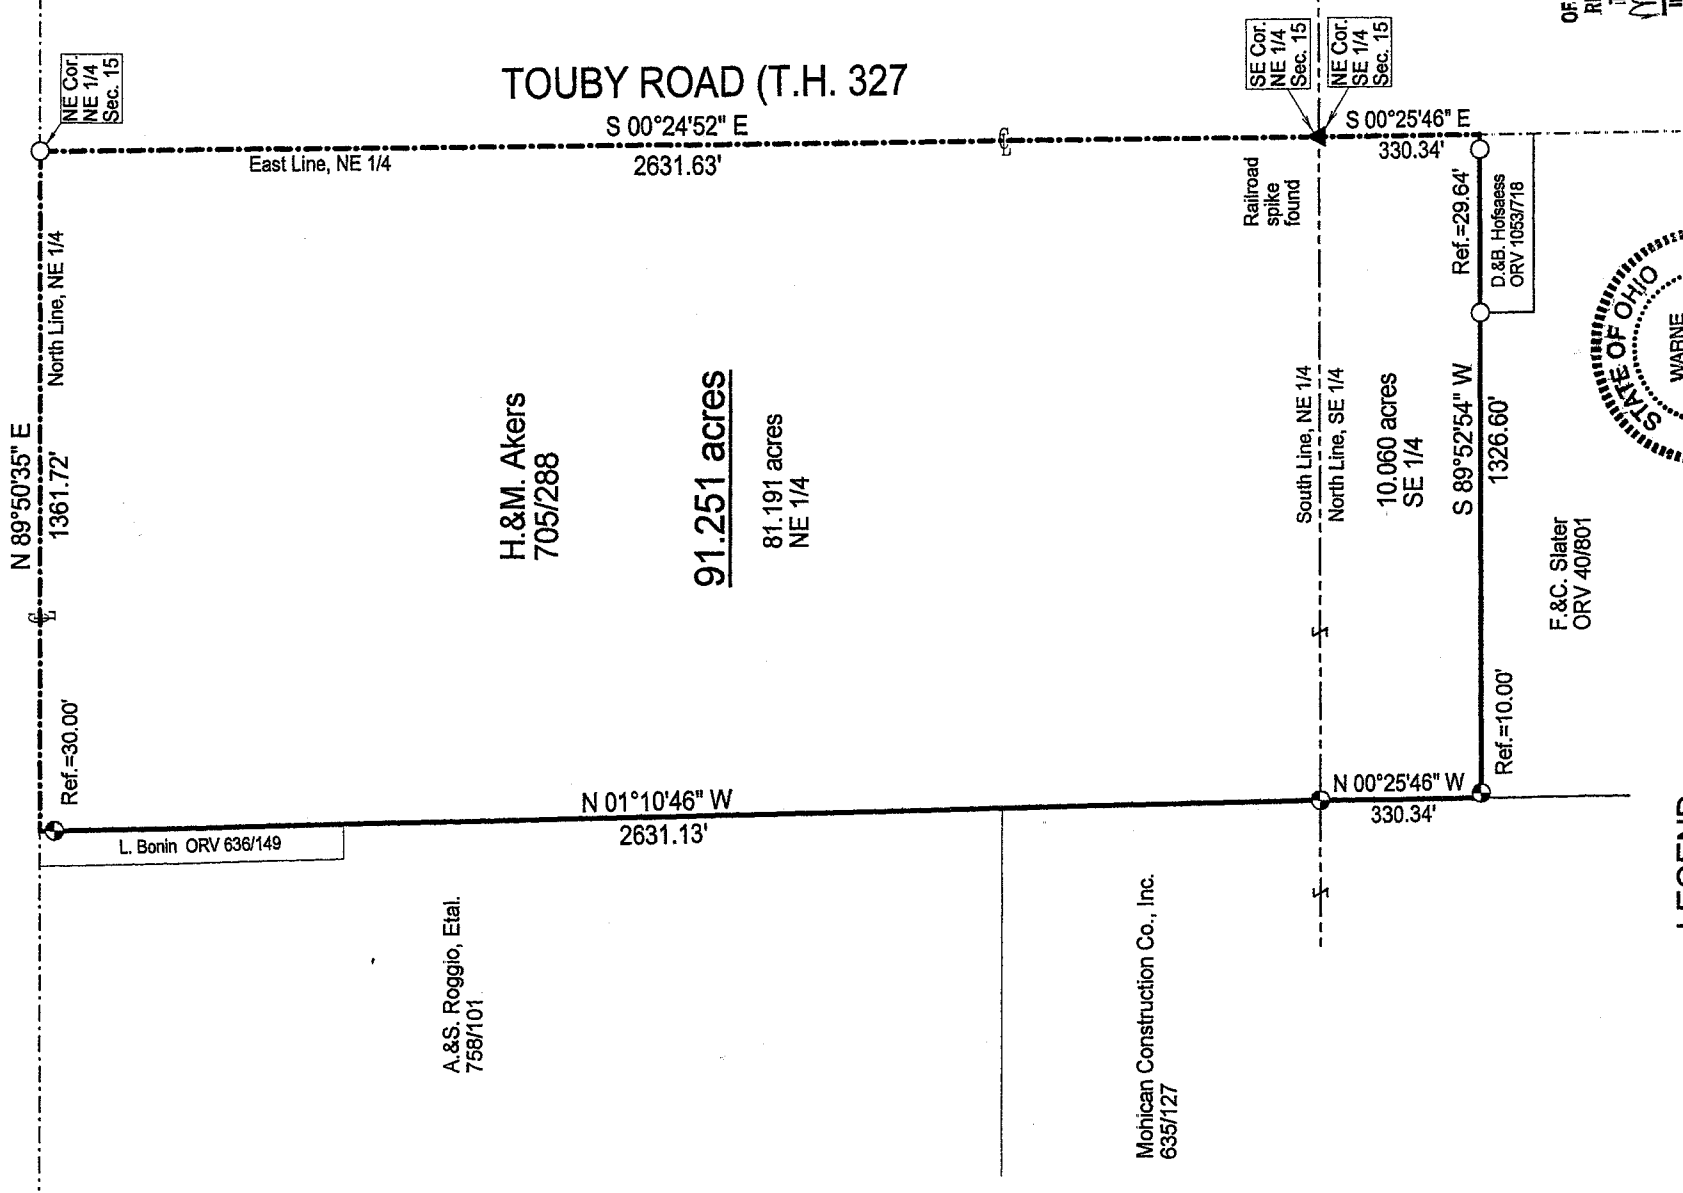 TOUBY ROAD (T.H. 327
S 00°24'52" E
2631.63'
East Line, NE 1/4
NE Cor.
NE 1/4
Sec. 15
SE Cor.
NE 1/4
Sec. 15
NE Cor.
SE 1/4
Sec. 15
S 00°25'46" E
330.34'
Railroad
spike
found
Ref.=29.64'
D.&B. Hofsaess
ORV 1053/718
N 89°50'35" E
1361.72'
North Line, NE 1/4
Ref.=30.00'
H.&M. Akers
705/288
91.251 acres
81.191 acres
NE 1/4
South Line, NE 1/4
North Line, SE 1/4
10.060 acres
SE 1/4
S 89°52'54" W
1326.60'
Ref.=10.00'
F.&C. Slater
ORV 40/801
N 01°10'46" W
2631.13'
N 00°25'46" W
330.34'
L. Bonin ORV 636/149
A.&S. Roggio, Etal.
758/101
Mohican Construction Co., Inc.
635/127
STATE OF OHIO
WARNE
LEGEND